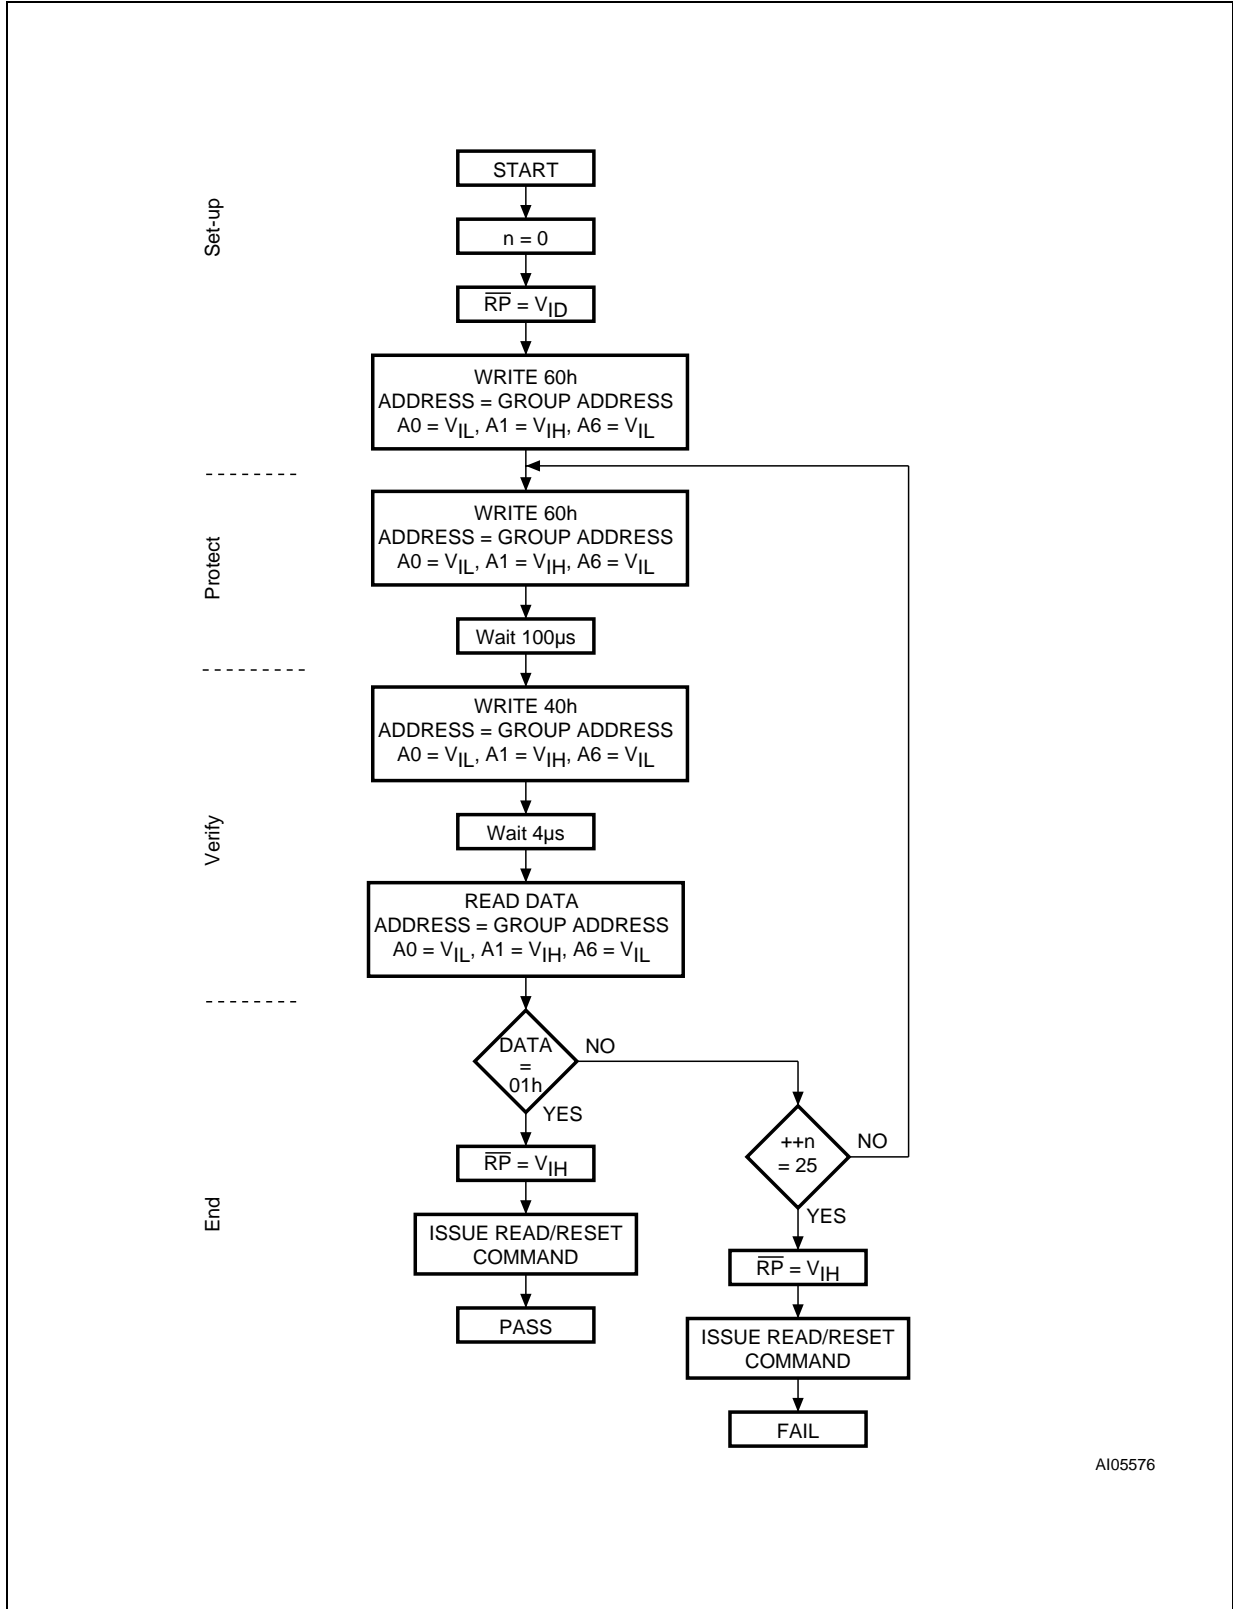 Set-up
START
n = 0
R̅P̅ = VID
WRITE 60h
ADDRESS = GROUP ADDRESS
A0 = VIL, A1 = VIH, A6 = VIL
Protect
WRITE 60h
ADDRESS = GROUP ADDRESS
A0 = VIL, A1 = VIH, A6 = VIL
Wait 100µs
Verify
WRITE 40h
ADDRESS = GROUP ADDRESS
A0 = VIL, A1 = VIH, A6 = VIL
Wait 4µs
READ DATA
ADDRESS = GROUP ADDRESS
A0 = VIL, A1 = VIH, A6 = VIL
End
DATA
=
01h
NO
YES
++n
= 25
NO
YES
R̅P̅ = VIH
ISSUE READ/RESET
COMMAND
PASS
R̅P̅ = VIH
ISSUE READ/RESET
COMMAND
FAIL
AI05576